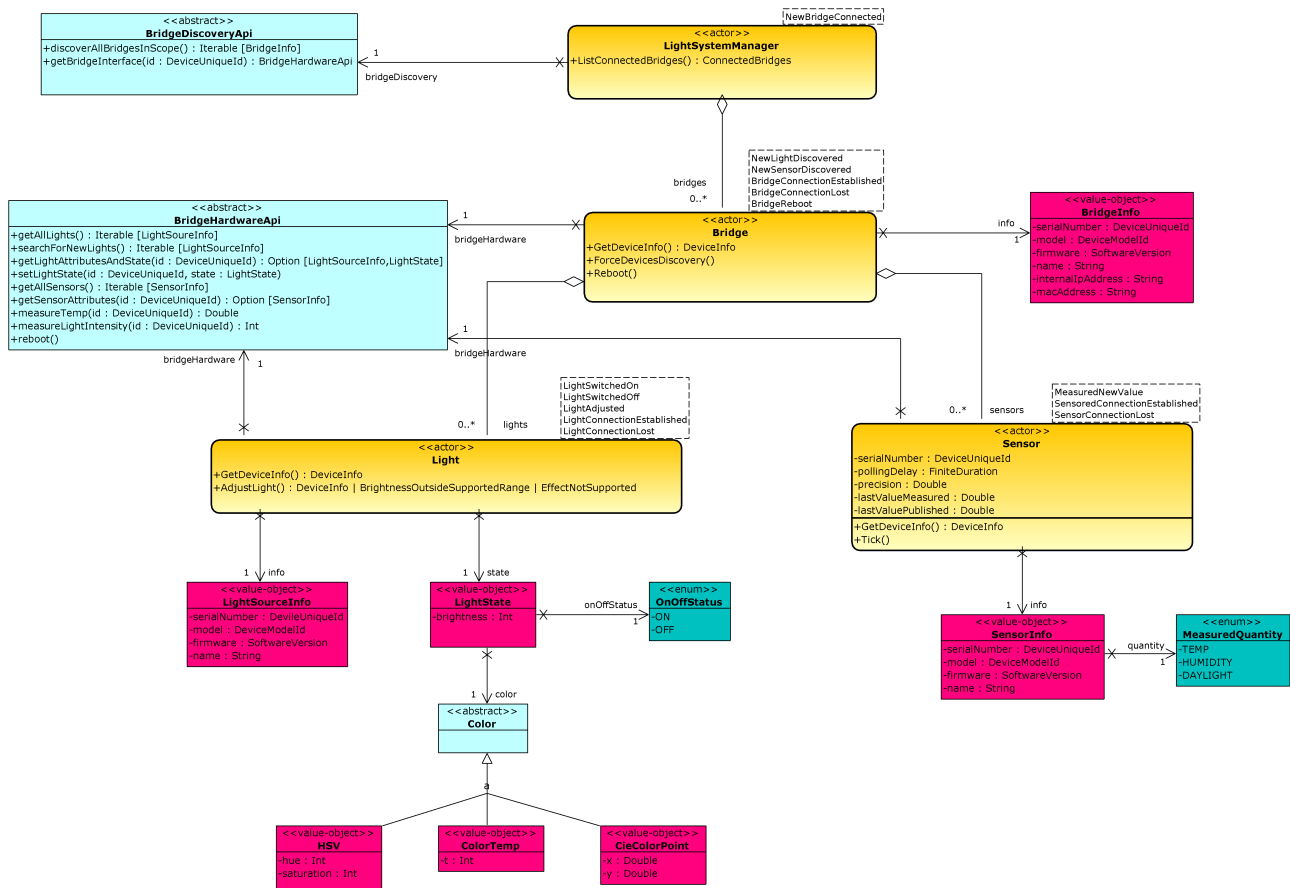 <<abstract>>
BridgeDiscoveryApi
+discoverAllBridgesInScope() : Iterable [BridgeInfo]
+getBridgeInterface(id : DeviceUniqueId) : BridgeHardwareApi
1
bridgeDiscovery
NewBridgeConnected
<<actor>>
LightSystemManager
+ListConnectedBridges() : ConnectedBridges
bridges
0..*
NewLightDiscovered
NewSensorDiscovered
BridgeConnectionEstablished
BridgeConnectionLost
BridgeReboot
<<abstract>>
BridgeHardwareApi
+getAllLights() : Iterable [LightSoureInfo]
+searchForNewLights() : Iterable [LightSourceInfo]
+getLightAttributesAndState(id : DeviceUniqueId) : Option [LightSourceInfo,LightState]
+setLightState(id : DeviceUniqueId, state : LightState)
+getAllSensors() : Iterable [SensorInfo]
+getSensorAttributes(id : DeviceUniqueId) : Option [SensorInfo]
+measureTemp(id : DeviceUniqueId) : Double
+measureLightIntensity(id : DeviceUniqueId) : Int
+reboot()
1
bridgeHardware
<<actor>>
Bridge
+GetDeviceInfo() : DeviceInfo
+ForceDevicesDiscovery()
+Reboot()
info
1
<<value-object>>
BridgeInfo
-serialNumber : DeviceUniqueId
-model : DeviceModelId
-firmware : SoftwareVersion
-name : String
-internalIpAddress : String
-macAddress : String
1
bridgeHardware
bridgeHardware
1
LightSwitchedOn
LightSwitchedOff
LightAdjusted
LightConnectionEstablished
LightConnectionLost
0..*
lights
0..*
sensors
MeasuredNewValue
SensoredConnectionEstablished
SensorConnectionLost
<<actor>>
Light
+GetDeviceInfo() : DeviceInfo
+AdjustLight() : DeviceInfo | BrightnessOutsideSupportedRange | EffectNotSupported
<<actor>>
Sensor
-serialNumber : DeviceUniqueId
-pollingDelay : FiniteDuration
-precision : Double
-lastValueMeasured : Double
-lastValuePublished : Double
+GetDeviceInfo() : DeviceInfo
+Tick()
1
info
1
state
<<value-object>>
LightSourceInfo
-serialNumber : DevileUniqueId
-model : DeviceModelId
-firmware : SoftwareVersion
-name : String
<<value-object>>
LightState
-brightness : Int
onOffStatus
1
<<enum>>
OnOffStatus
-ON
-OFF
1
info
<<value-object>>
SensorInfo
-serialNumber : DeviceUniqueId
-model : DeviceModelId
-firmware : SoftwareVersion
-name : String
quantity
1
<<enum>>
MeasuredQuantity
-TEMP
-HUMIDITY
-DAYLIGHT
1
color
<<abstract>>
Color
a
<<value-object>>
HSV
-hue : Int
-saturation : Int
<<value-object>>
ColorTemp
-t : Int
<<value-object>>
CieColorPoint
-x : Double
-y : Double